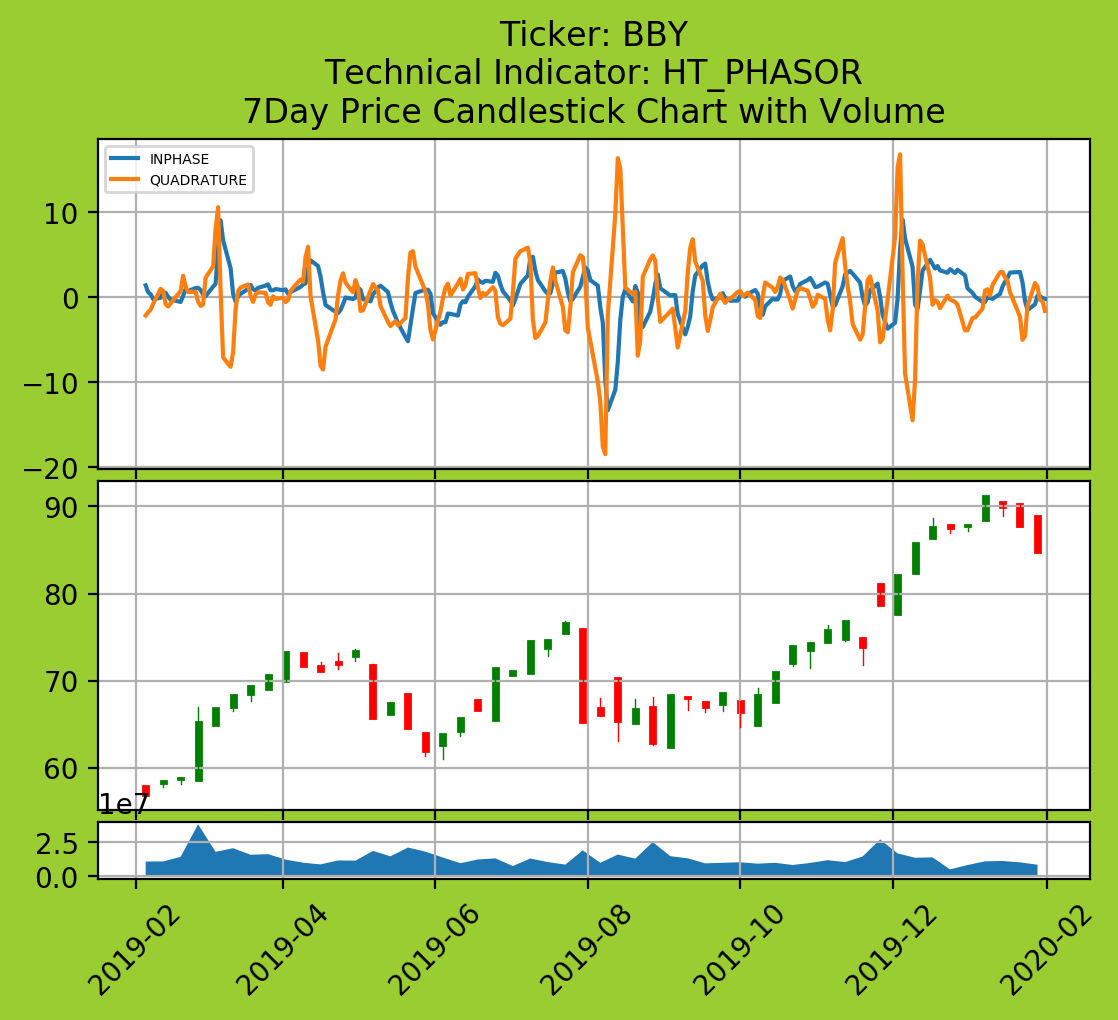 Ticker: BBY
Technical Indicator: HT_PHASOR
7Day Price Candlestick Chart with Volume
INPHASE
QUADRATURE
10
0
−10
−20
90
80
70
60
1e7
2.5
0.0
2019-02
2019-04
2019-06
2019-08
2019-10
2019-12
2020-02